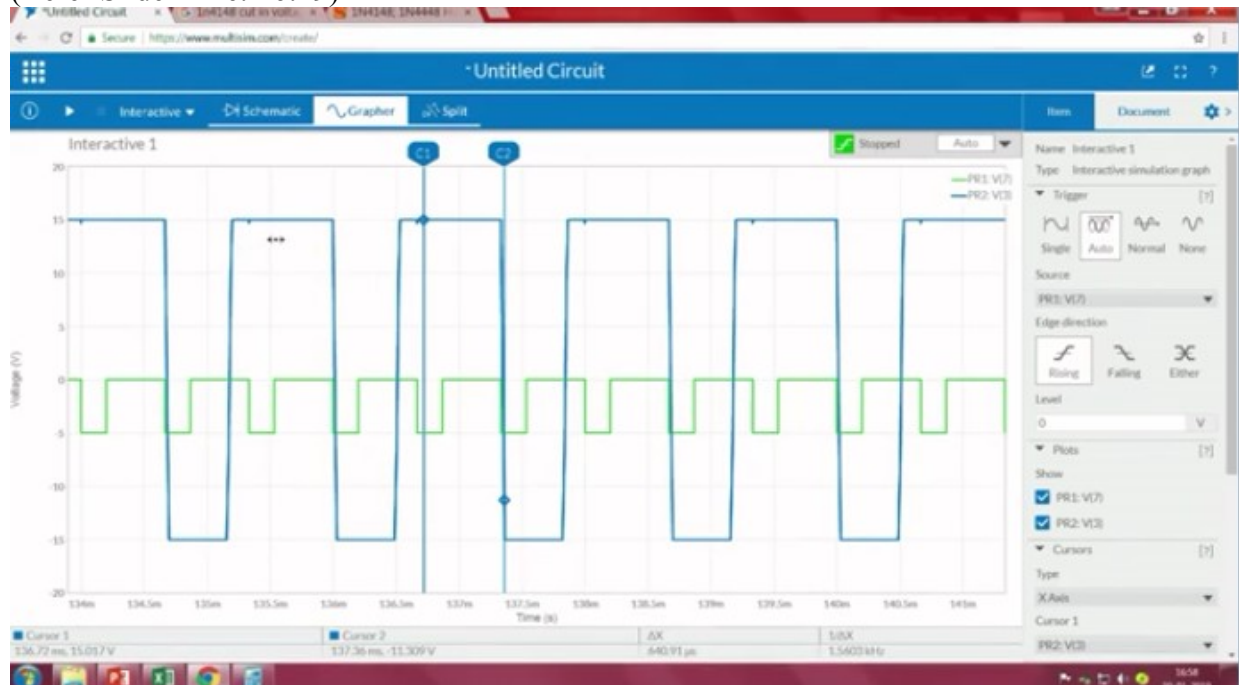 Untitled Circuit
1n4148 cut in volta
1N4148; 1N4448 H
Secure https://www.multisim.com/create/
Untitled Circuit
Interactive
Schematic
Grapher
Split
Item
Document
Interactive 1
C1
C2
Stopped
Auto
PR1: V(7)
PR2: V(3)
20
15
10
5
0
-5
-10
-15
-20
Voltage (V)
134m 134.5m 135m 135.5m 136m 136.5m 137m 137.5m 138m 138.5m 139m 139.5m 140m 140.5m 141m
Time (s)
Cursor 1 Cursor 2 ΔX 1/ΔX
136.72 ms, 15.017 V 137.36 ms, -11.309 V 640.91 µs 1.5603 kHz
Name Interactive 1
Type Interactive simulation graph
Trigger [?]
Single Auto Normal None
Source
PR1: V(7)
Edge direction
Rising Falling Either
Level
0 V
Plots [?]
Show
PR1: V(7)
PR2: V(3)
Cursors [?]
Type
X Axis
Cursor 1
PR2: V(3)
16:58